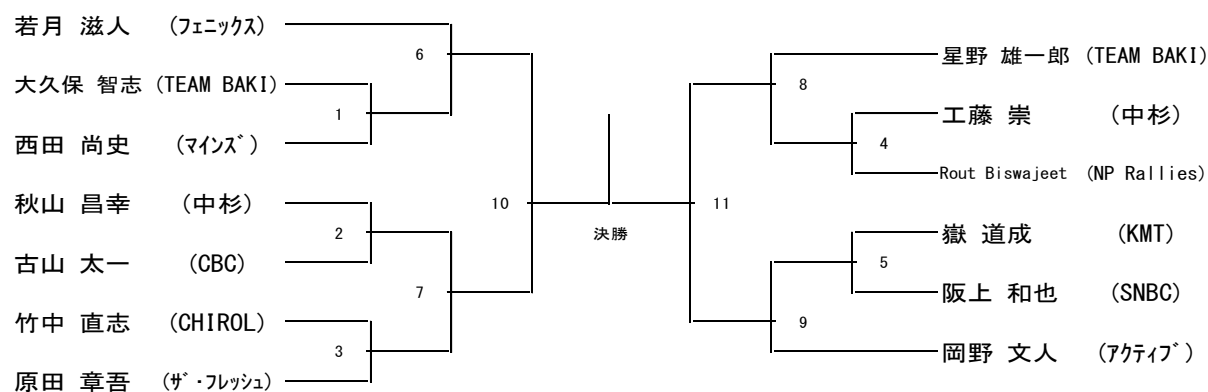 若月 滋人 (フェニックス)
6
大久保 智志 (TEAM BAKI)
1
西田 尚史 (マインズ)
秋山 昌幸 (中杉)
2
古山 太一 (CBC)
7
竹中 直志 (CHIROL)
3
原田 章吾 (ザ・フレッシュ)
10
決勝
11
星野 雄一郎 (TEAM BAKI)
8
工藤 崇 (中杉)
4
Rout Biswajeet (NP Rallies)
嶽 道成 (KMT)
5
阪上 和也 (SNBC)
9
岡野 文人 (アクティブ)